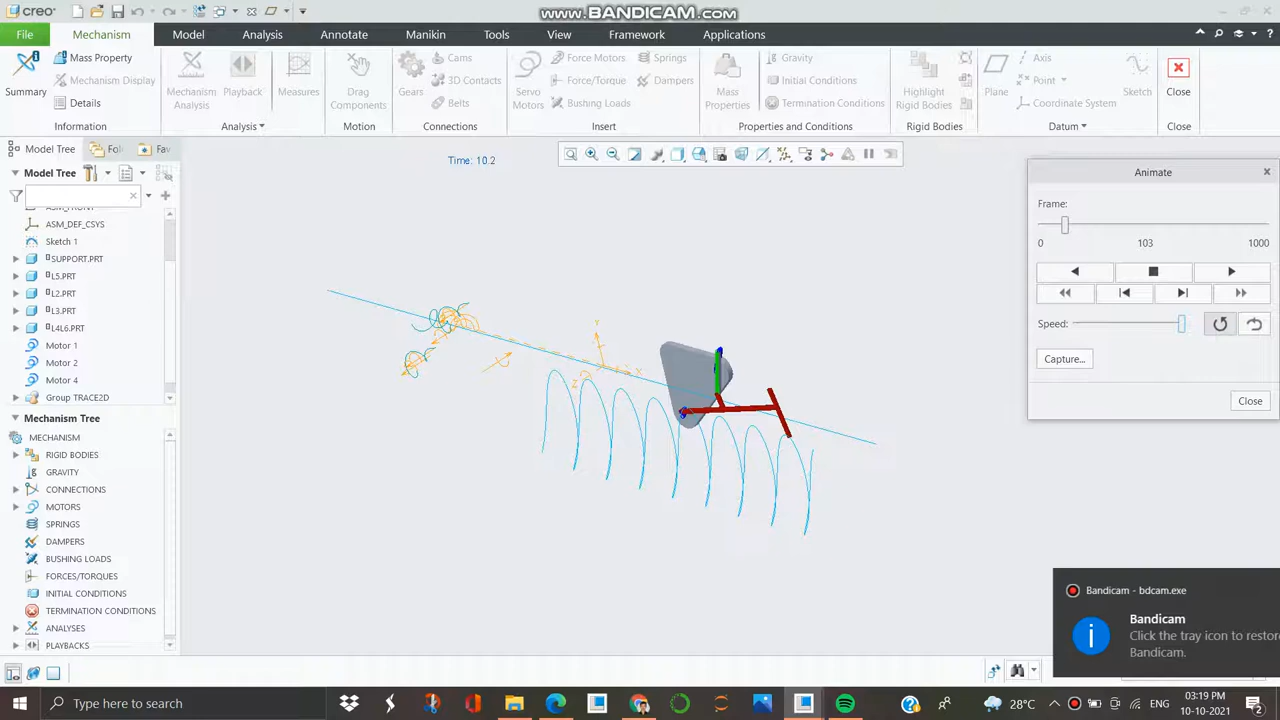 creo
WWW.BANDICAM.COM
File Mechanism Model Analysis Annotate Manikin Tools View Framework Applications
Summary
Mass Property
Mechanism Display
Details
Information
Mechanism Analysis
Playback
Measures
Analysis
Drag Components
Motion
Gears
Cams
3D Contacts
Belts
Connections
Servo Motors
Force Motors
Force/Torque
Bushing Loads
Springs
Dampers
Insert
Mass Properties
Gravity
Initial Conditions
Termination Conditions
Properties and Conditions
Highlight Rigid Bodies
Rigid Bodies
Plane
Axis
Point
Coordinate System
Sketch
Datum
Close
Close
Model Tree Fol Fav
Model Tree
ASM_FRONT
ASM_DEF_CSYS
Sketch 1
SUPPORT.PRT
L5.PRT
L2.PRT
L3.PRT
L4L6.PRT
Motor 1
Motor 2
Motor 4
Group TRACE2D
Mechanism Tree
MECHANISM
RIGID BODIES
GRAVITY
CONNECTIONS
MOTORS
SPRINGS
DAMPERS
BUSHING LOADS
FORCES/TORQUES
INITIAL CONDITIONS
TERMINATION CONDITIONS
ANALYSES
PLAYBACKS
Time: 10.2
Y
X
Z
Animate
Frame:
0 103 1000
Speed:
Capture...
Close
Bandicam - bdcam.exe
Bandicam
Click the tray icon to restore
Bandicam.
Type here to search
28°C
ENG
03:19 PM
10-10-2021
2